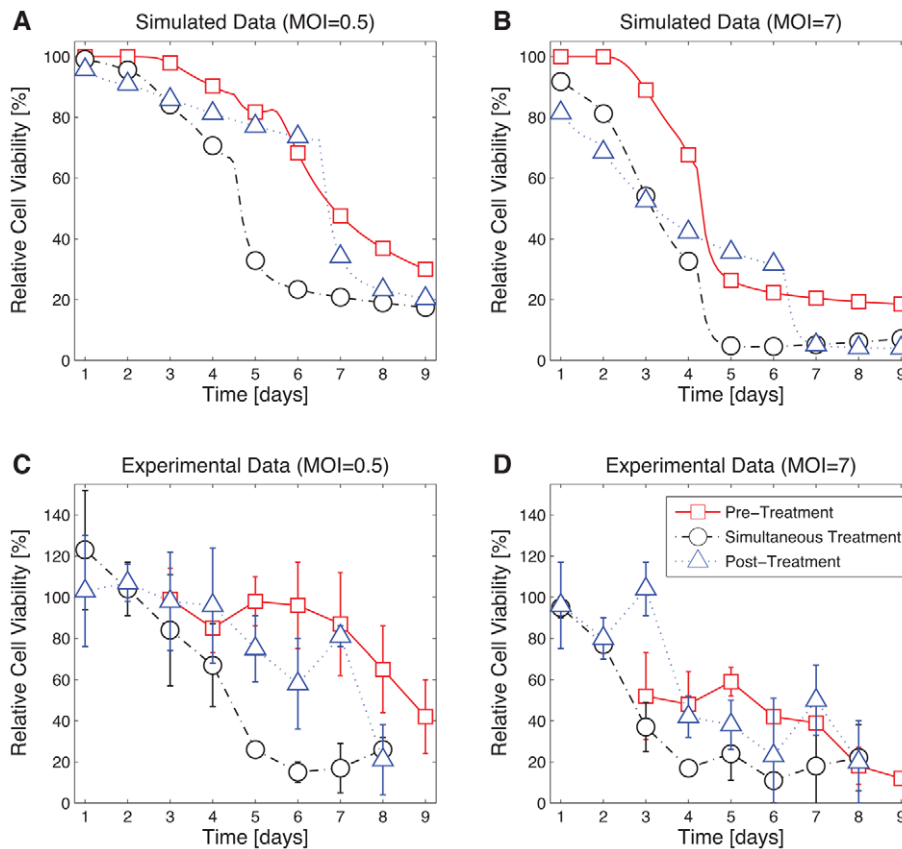 A
Simulated Data (MOI=0.5)
Relative Cell Viability [%]
100
80
60
40
20
0
1 2 3 4 5 6 7 8 9
Time [days]
B
Simulated Data (MOI=7)
Relative Cell Viability [%]
100
80
60
40
20
0
1 2 3 4 5 6 7 8 9
Time [days]
C
Experimental Data (MOI=0.5)
Relative Cell Viability [%]
140
120
100
80
60
40
20
0
1 2 3 4 5 6 7 8 9
Time [days]
D
Experimental Data (MOI=7)
Relative Cell Viability [%]
140
120
100
80
60
40
20
0
Pre−Treatment
Simultaneous Treatment
Post−Treatment
1 2 3 4 5 6 7 8 9
Time [days]